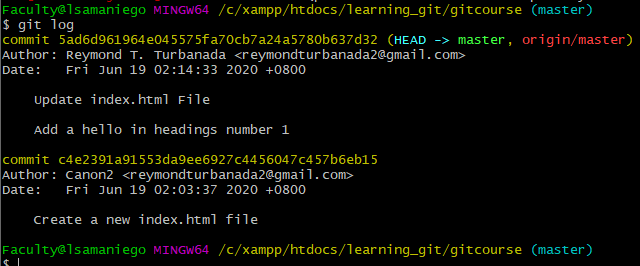 Faculty@lsamaniego MINGW64 /c/xampp/htdocs/learning_git/gitcourse (master)
$ git log
commit 5ad6d961964e045575fa70cb7a24a5780b637d32 (HEAD -> master, origin/master)
Author: Reymond T. Turbanada <reymondturbanada2@gmail.com>
Date:   Fri Jun 19 02:14:33 2020 +0800

    Update index.html File

    Add a hello in headings number 1

commit c4e2391a91553da9ee6927c4456047c457b6eb15
Author: Canon2 <reymondturbanada2@gmail.com>
Date:   Fri Jun 19 02:03:37 2020 +0800

    Create a new index.html file

Faculty@lsamaniego MINGW64 /c/xampp/htdocs/learning_git/gitcourse (master)
$